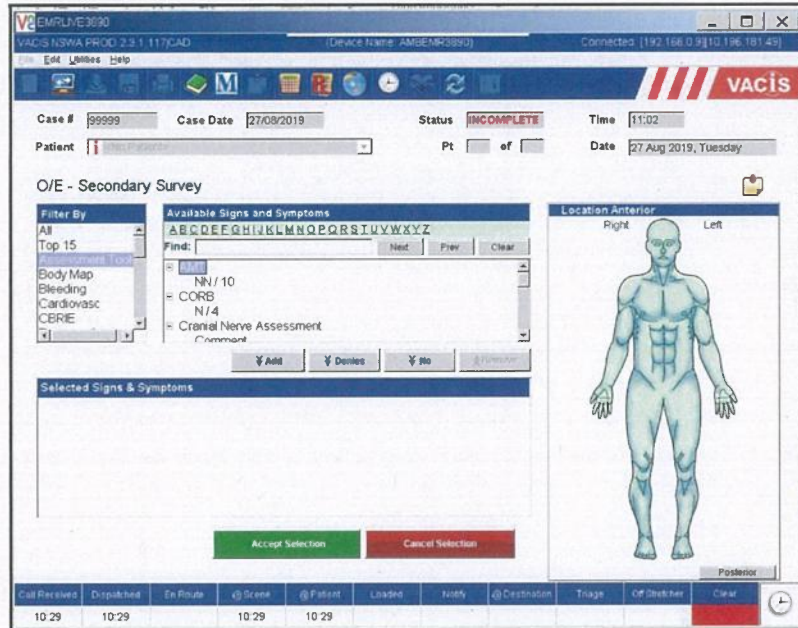 V2 EMRLIVE3890
VACIS NSWA PROD 2.3.1.117|CAD (Device Name: AMBEMR3890) Connected: [192.168.0.9][10.196.181.49]
Edit Utilities Help
M
VACIS
Case # 99999 Case Date 27/08/2019 Status INCOMPLETE Time 11:02
Patient Pt of Date 27 Aug 2019, Tuesday
O/E - Secondary Survey
Filter By
All
Top 15
Assessment Tool
Body Map
Bleeding
Cardiovasc
CBRIE
Available Signs and Symptoms
A B C D E F G H I J K L M N O P Q R S T U V W X Y Z
Find: Next Prev Clear
AMT
NN / 10
CORB
N / 4
Cranial Nerve Assessment
Comment
Add Denies No
Selected Signs & Symptoms
Accept Selection Cancel Selection
Location Anterior
Right Left
Posterior
Call Received Dispatched En Route @ Scene @ Patient Loaded Notify @ Destination Triage Off Stretcher Clear
10:29 10:29 10:29 10:29